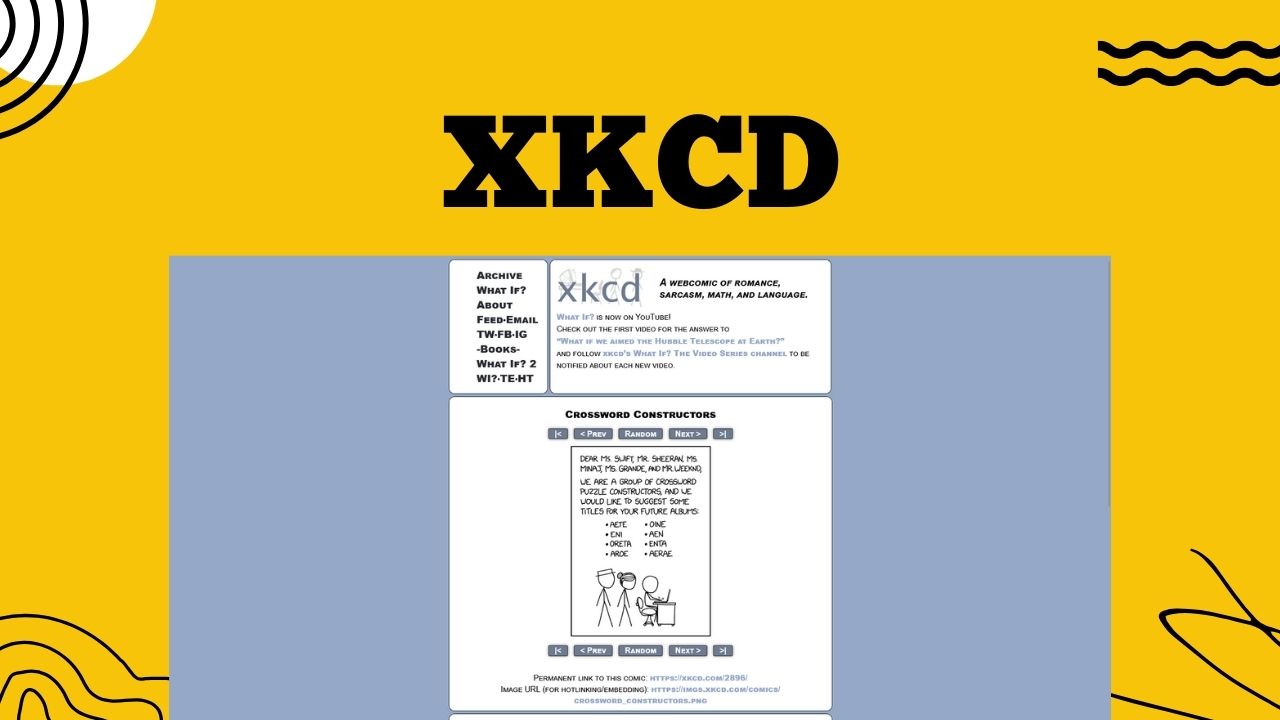 XKCD
ARCHIVE
WHAT IF?
ABOUT
FEED·EMAIL
TW·FB·IG
-BOOKS-
WHAT IF? 2
WI?·TE·HT
xkcd
A WEBCOMIC OF ROMANCE,
SARCASM, MATH, AND LANGUAGE.
WHAT IF? IS NOW ON YOUTUBE!
CHECK OUT THE FIRST VIDEO FOR THE ANSWER TO
"WHAT IF WE AIMED THE HUBBLE TELESCOPE AT EARTH?"
AND FOLLOW XKCD'S WHAT IF? THE VIDEO SERIES CHANNEL TO BE
NOTIFIED ABOUT EACH NEW VIDEO.
CROSSWORD CONSTRUCTORS
|< < PREV RANDOM NEXT > >|
DEAR MS. SWIFT, MR. SHEERAN, MS.
MINAJ, MS. GRANDE, AND MR. WEEKND,
WE ARE A GROUP OF CROSSWORD
PUZZLE CONSTRUCTORS, AND WE
WOULD LIKE TO SUGGEST SOME
TITLES FOR YOUR FUTURE ALBUMS:
• AETE • OINE
• ENI • AEN
• ORETA • ENTA
• AROE • AERAE
|< < PREV RANDOM NEXT > >|
PERMANENT LINK TO THIS COMIC: HTTPS://XKCD.COM/2896/
IMAGE URL (FOR HOTLINKING/EMBEDDING): HTTPS://IMGS.XKCD.COM/COMICS/
CROSSWORD_CONSTRUCTORS.PNG